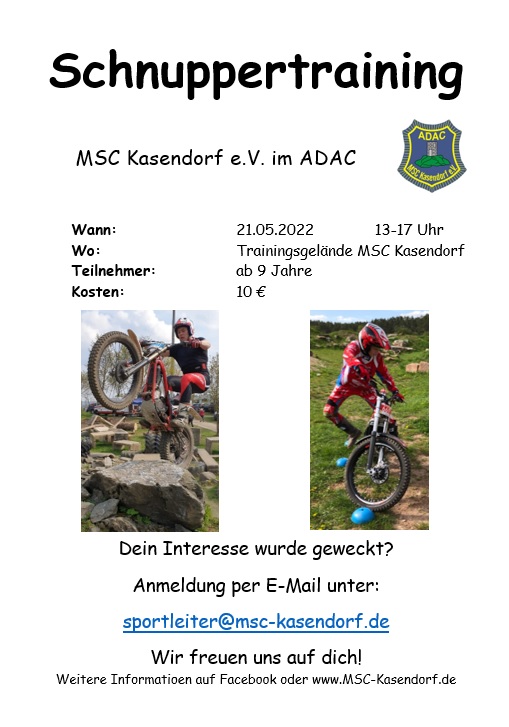 Schnuppertraining
MSC Kasendorf e.V. im ADAC
ADAC
MSC Kasendorf e.V.
Wann: 21.05.2022 13-17 Uhr
Wo: Trainingsgelände MSC Kasendorf
Teilnehmer: ab 9 Jahre
Kosten: 10 €
Dein Interesse wurde geweckt?
Anmeldung per E-Mail unter:
sportleiter@msc-kasendorf.de
Wir freuen uns auf dich!
Weitere Informatioen auf Facebook oder www.MSC-Kasendorf.de